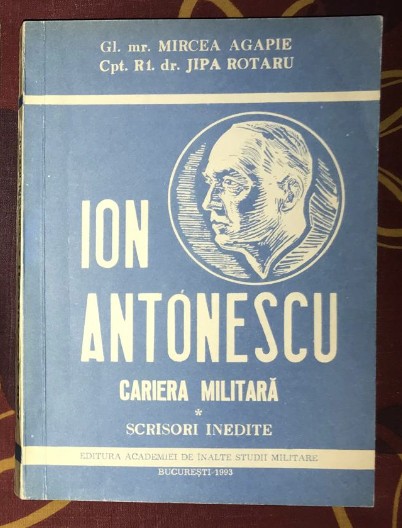 Gl. mr. MIRCEA AGAPIE
Cpt. R1. dr. JIPA ROTARU
ION
ANTONESCU
CARIERA MILITARĂ
*
SCRISORI INEDITE
EDITURA ACADEMIEI DE ÎNALTE STUDII MILITARE
BUCUREȘTI-1993